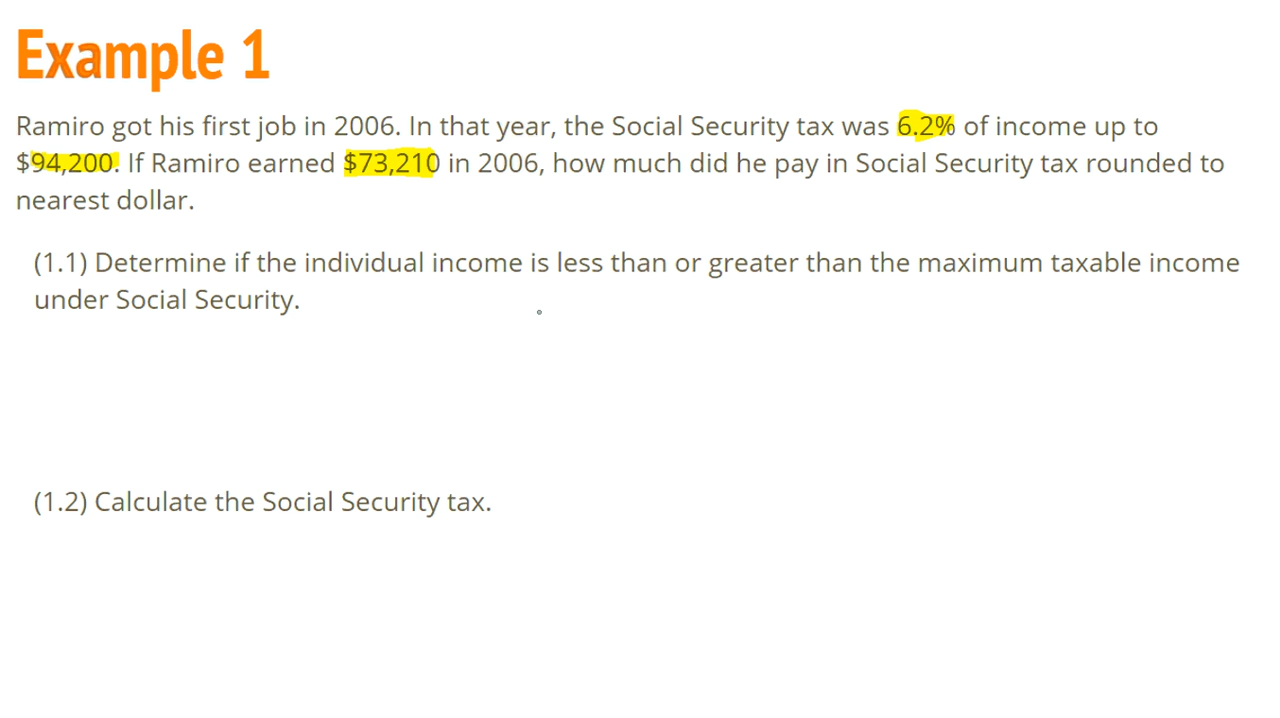 Example 1
Ramiro got his first job in 2006. In that year, the Social Security tax was 6.2% of income up to
$94,200. If Ramiro earned $73,210 in 2006, how much did he pay in Social Security tax rounded to
nearest dollar.
(1.1) Determine if the individual income is less than or greater than the maximum taxable income
under Social Security.
(1.2) Calculate the Social Security tax.